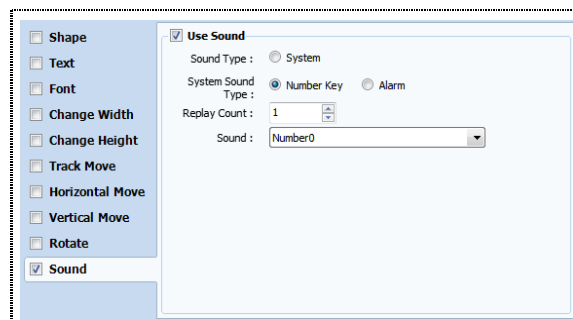 Shape
Text
Font
Change Width
Change Height
Track Move
Horizontal Move
Vertical Move
Rotate
Sound
Use Sound
Sound Type : System
System Sound
Type : Number Key Alarm
Replay Count : 1
Sound : Number0